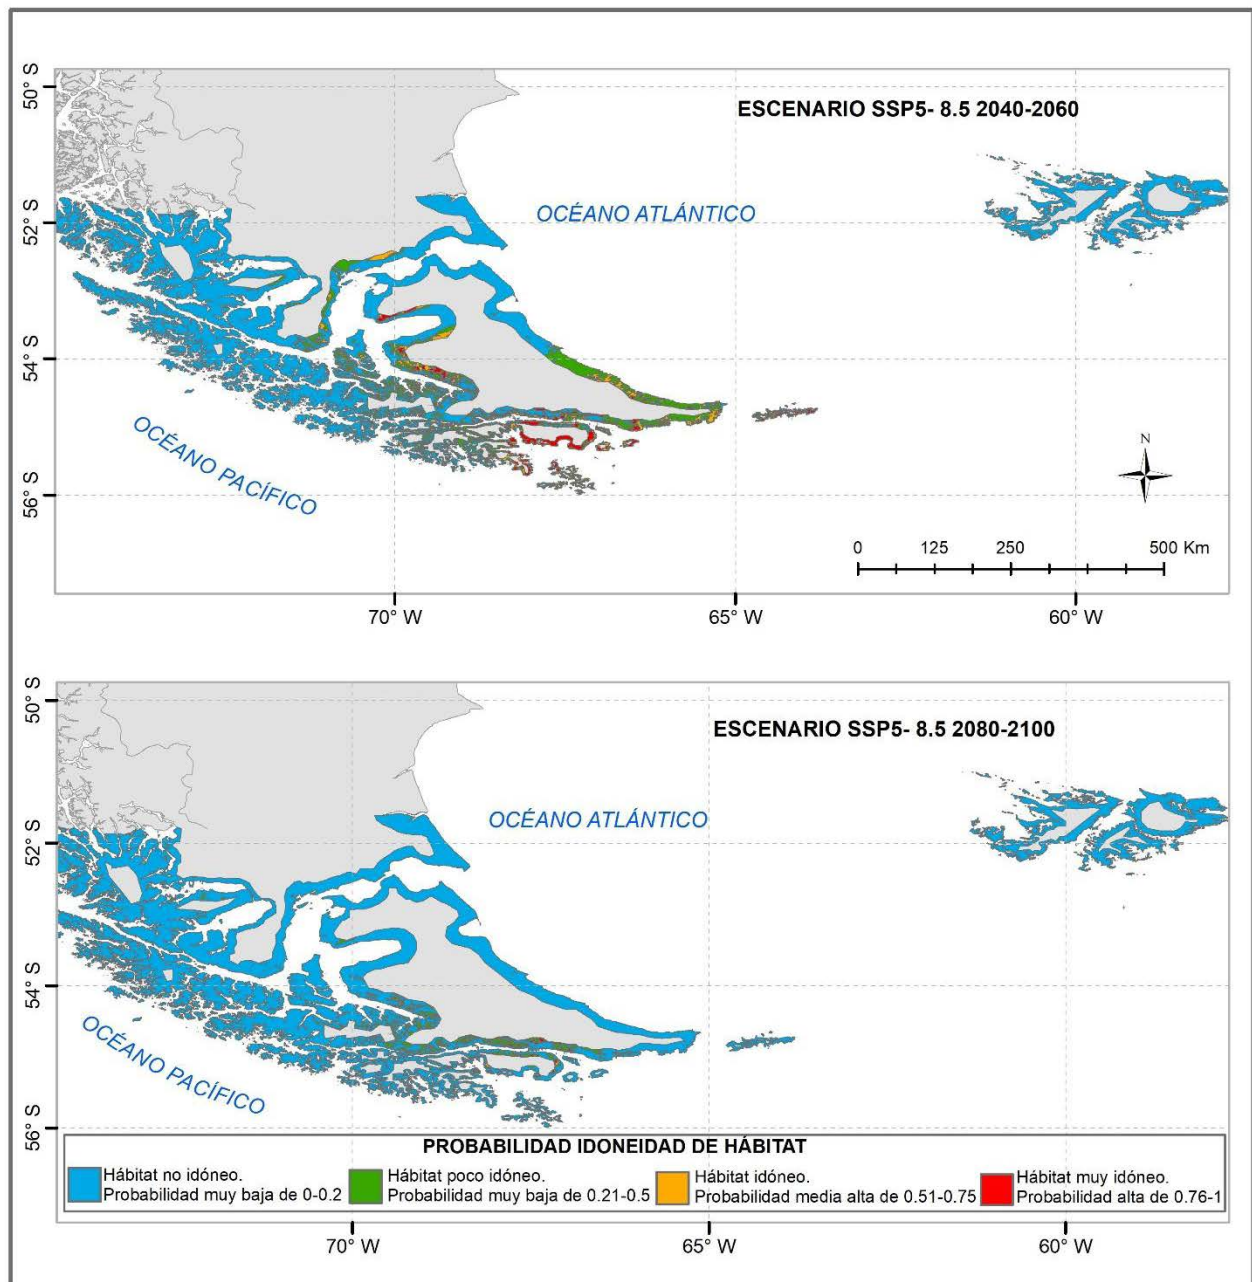 ESCENARIO SSP5- 8.5 2040-2060
50° S
52° S
54° S
56° S
OCÉANO ATLÁNTICO
OCÉANO PACÍFICO
N
0 125 250 500 Km
70° W 65° W 60° W
ESCENARIO SSP5- 8.5 2080-2100
50° S
52° S
54° S
56° S
OCÉANO ATLÁNTICO
OCÉANO PACÍFICO
PROBABILIDAD IDONEIDAD DE HÁBITAT
Hábitat no idóneo.
Probabilidad muy baja de 0-0.2
Hábitat poco idóneo.
Probabilidad muy baja de 0.21-0.5
Hábitat idóneo.
Probabilidad media alta de 0.51-0.75
Hábitat muy idóneo.
Probabilidad alta de 0.76-1
70° W 65° W 60° W